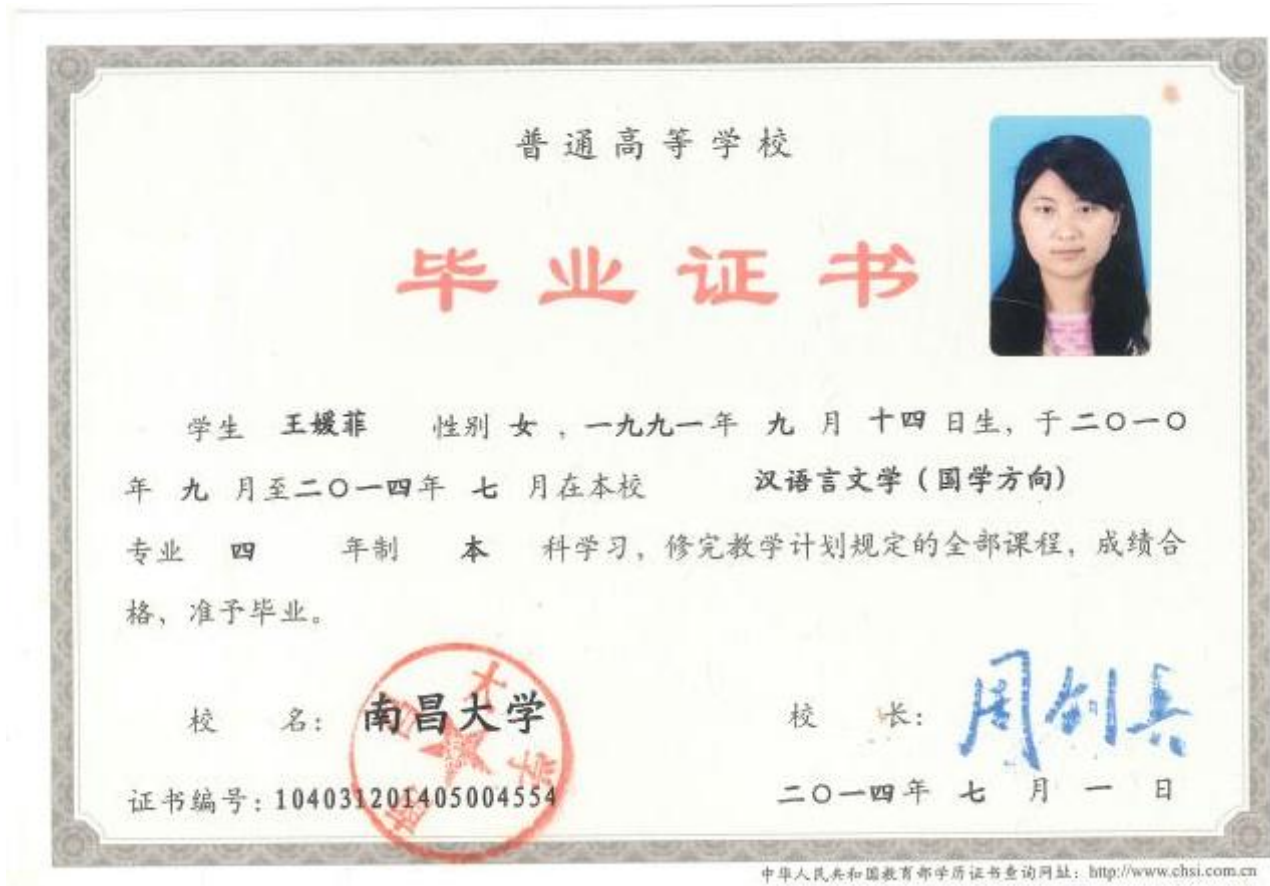 普通高等学校
毕业证书
学生 王媛菲 性别 女 ，一九九一年 九 月 十四 日生，于二〇一〇
年 九 月至二〇一四年 七 月在本校 汉语言文学（国学方向）
专业 四 年制 本 科学习，修完教学计划规定的全部课程，成绩合
格、准予毕业。
校 名： 南昌大学
南昌大学
校 长： 周创兵
证书编号：104031201405004554
二〇一四年 七 月 一 日
中华人民共和国教育部学历证书查询网址：http://www.chsi.com.cn